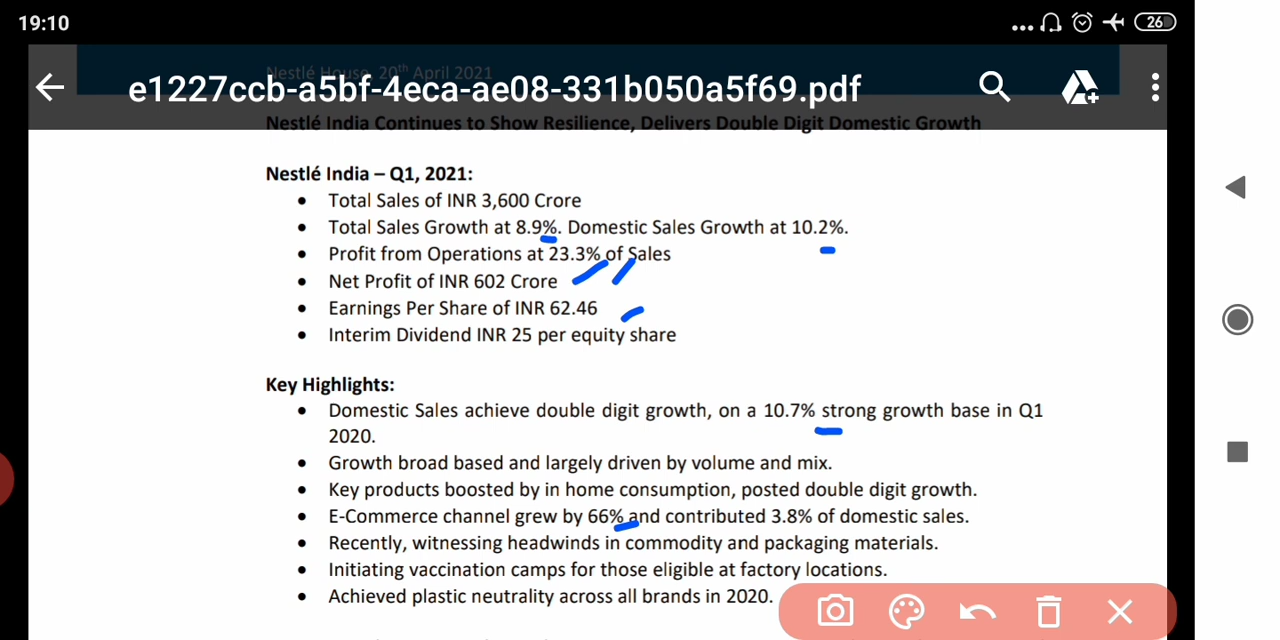 19:10
26
Nestlé House, 20th April 2021
e1227ccb-a5bf-4eca-ae08-331b050a5f69.pdf
Nestlé India Continues to Show Resilience, Delivers Double Digit Domestic Growth
Nestlé India – Q1, 2021:
• Total Sales of INR 3,600 Crore
• Total Sales Growth at 8.9%. Domestic Sales Growth at 10.2%.
• Profit from Operations at 23.3% of Sales
• Net Profit of INR 602 Crore
• Earnings Per Share of INR 62.46
• Interim Dividend INR 25 per equity share
Key Highlights:
• Domestic Sales achieve double digit growth, on a 10.7% strong growth base in Q1
2020.
• Growth broad based and largely driven by volume and mix.
• Key products boosted by in home consumption, posted double digit growth.
• E-Commerce channel grew by 66% and contributed 3.8% of domestic sales.
• Recently, witnessing headwinds in commodity and packaging materials.
• Initiating vaccination camps for those eligible at factory locations.
• Achieved plastic neutrality across all brands in 2020.